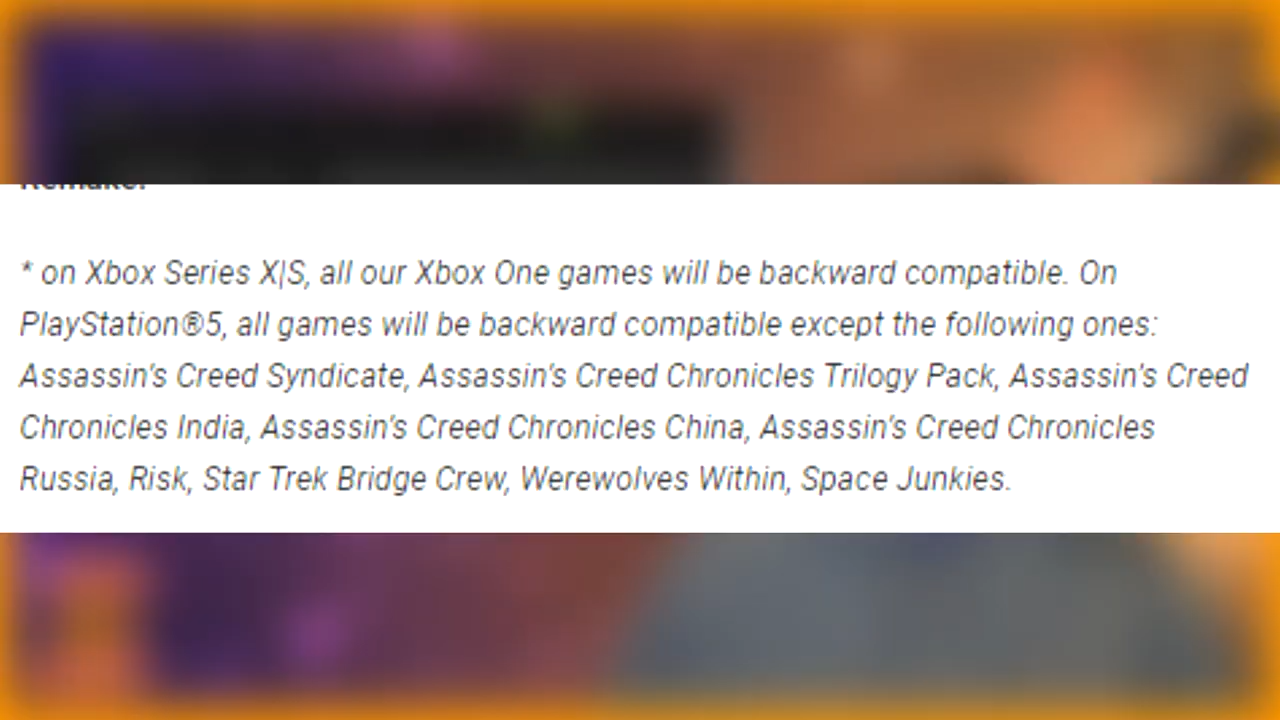 Remake.
* on Xbox Series X|S, all our Xbox One games will be backward compatible. On
PlayStation®5, all games will be backward compatible except the following ones:
Assassin's Creed Syndicate, Assassin's Creed Chronicles Trilogy Pack, Assassin's Creed
Chronicles India, Assassin's Creed Chronicles China, Assassin's Creed Chronicles
Russia, Risk, Star Trek Bridge Crew, Werewolves Within, Space Junkies.